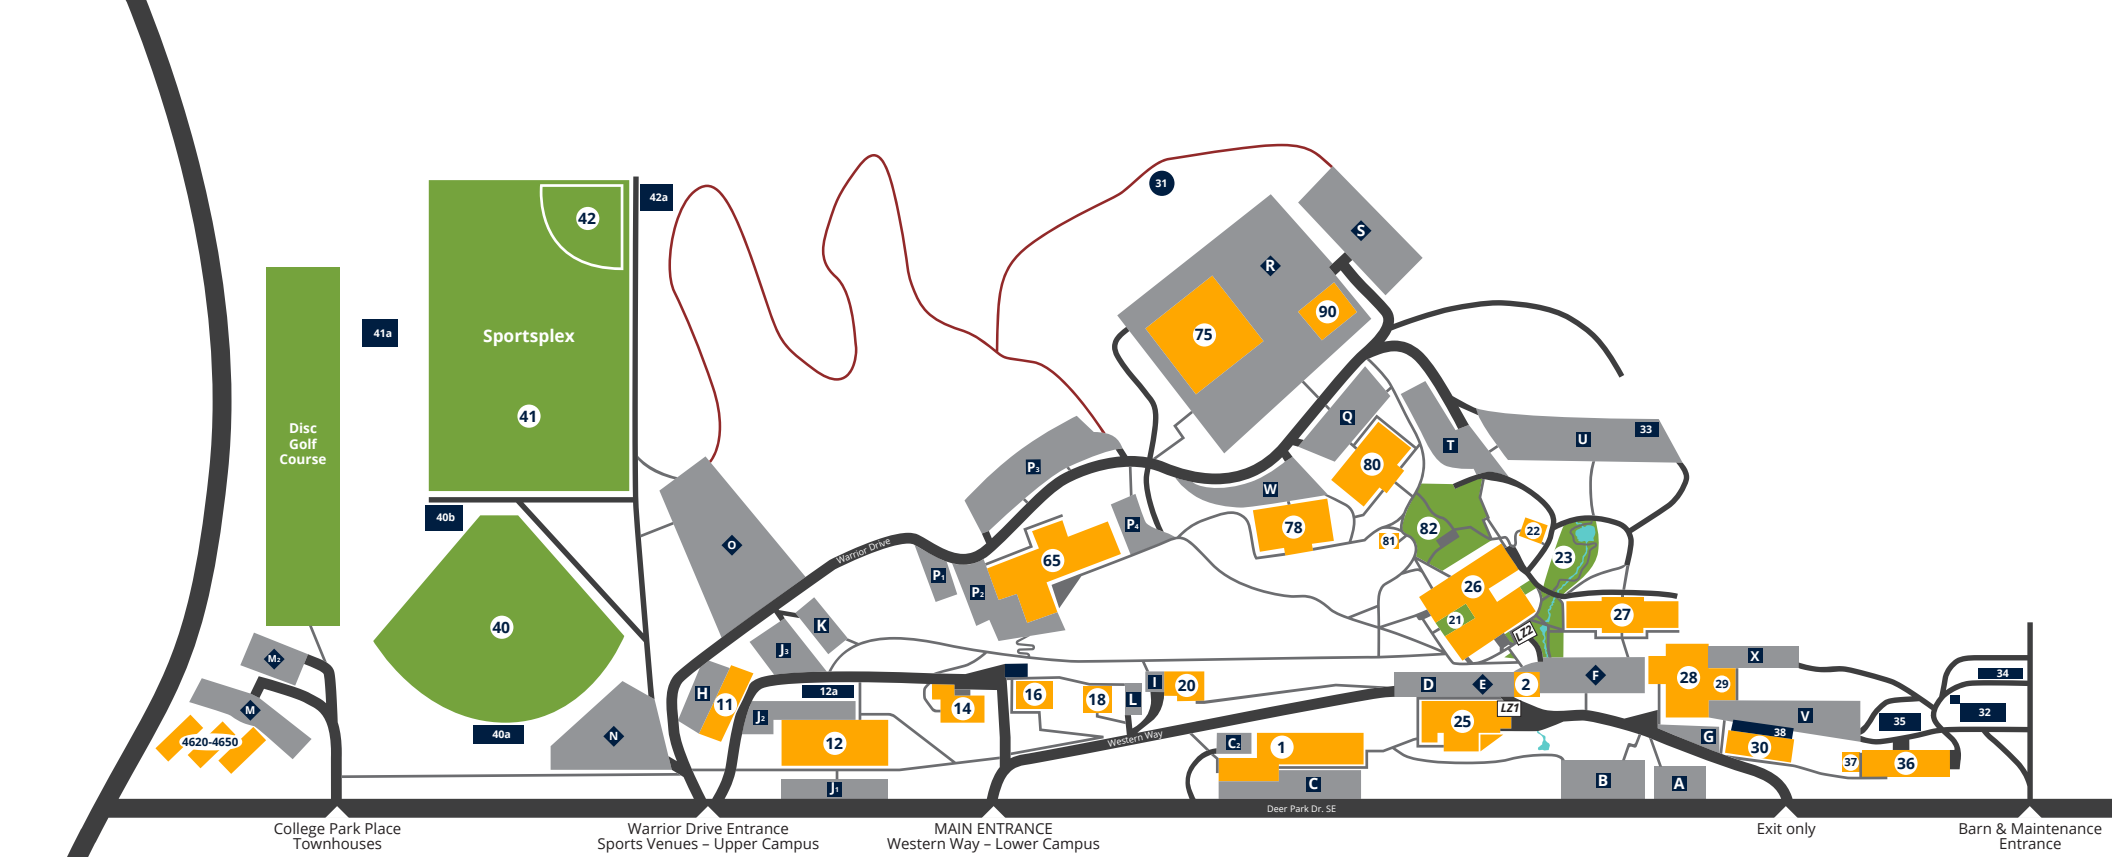 31
42a
42
S
R
41a
Sportsplex
90
75
41
Disc
Golf
Course
Q
33
U
T
P3
80
W
40b
P4
78
82
22
O
Warrior Drive
81
23
65
P1
26
P2
27
21
40
K
LZ2
J3
M2
X
F
34
28
I
20
D
E
2
29
12a
H
16
18
L
11
14
LZ1
M
32
J2
V
25
35
40a
N
38
G
4620-4650
12
Western Way
C2
1
30
37
36
B
A
C
J1
Deer Park Dr. SE
College Park Place
Townhouses
Warrior Drive Entrance
Sports Venues – Upper Campus
MAIN ENTRANCE
Western Way – Lower Campus
Exit only
Barn & Maintenance
Entrance